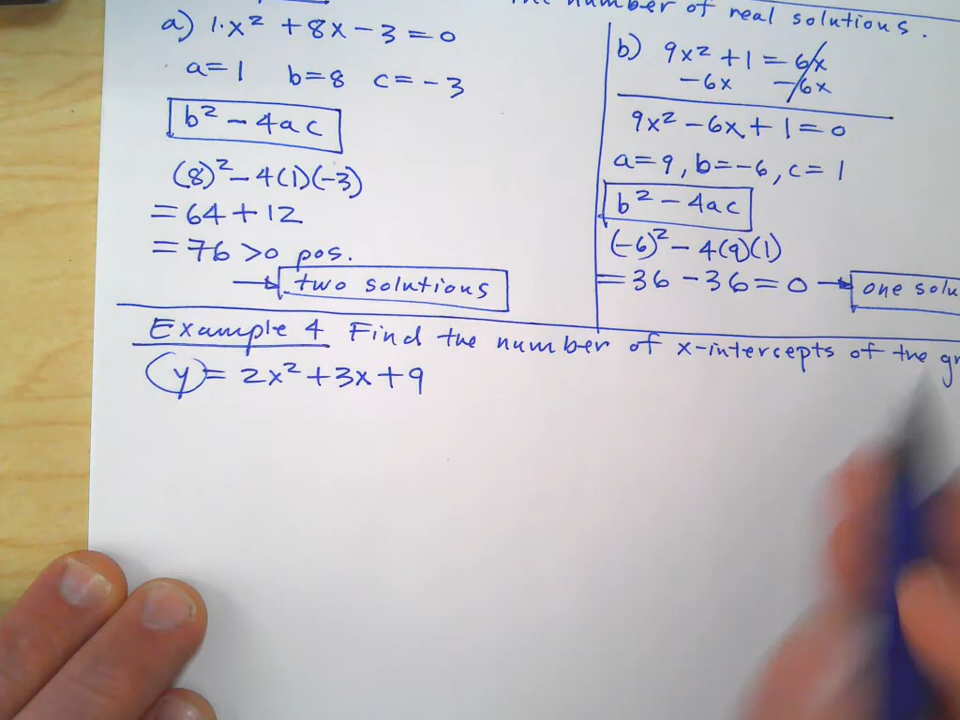 number of real solutions.
a) 1·x² + 8x − 3 = 0
a = 1 b = 8 c = −3
b² − 4ac
(8)² − 4(1)(−3)
= 64 + 12
= 76 >0 pos.
→ two solutions
b) 9x² + 1 = 6x
−6x −6x
9x² − 6x + 1 = 0
a = 9, b = −6, c = 1
b² − 4ac
(−6)² − 4(9)(1)
= 36 − 36 = 0 → one solu
Example 4 Find the number of x-intercepts of the gr
y = 2x² + 3x + 9